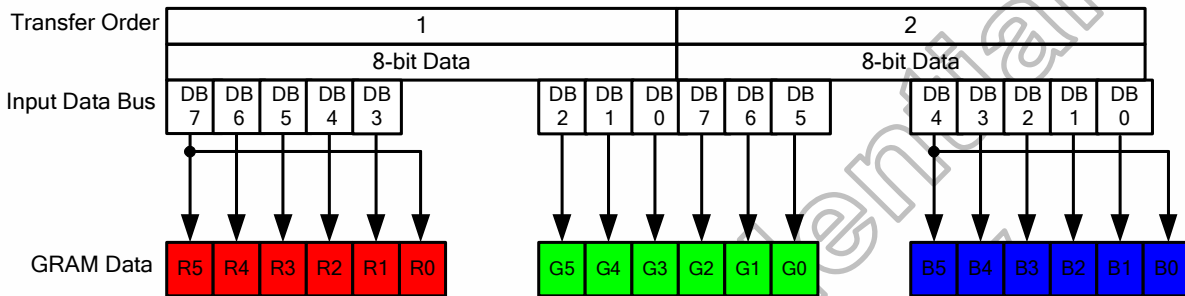 Transfer Order 1 2
8-bit Data 8-bit Data
Input Data Bus DB 7 DB 6 DB 5 DB 4 DB 3 DB 2 DB 1 DB 0 DB 7 DB 6 DB 5 DB 4 DB 3 DB 2 DB 1 DB 0
GRAM Data R5 R4 R3 R2 R1 R0 G5 G4 G3 G2 G1 G0 B5 B4 B3 B2 B1 B0
ential